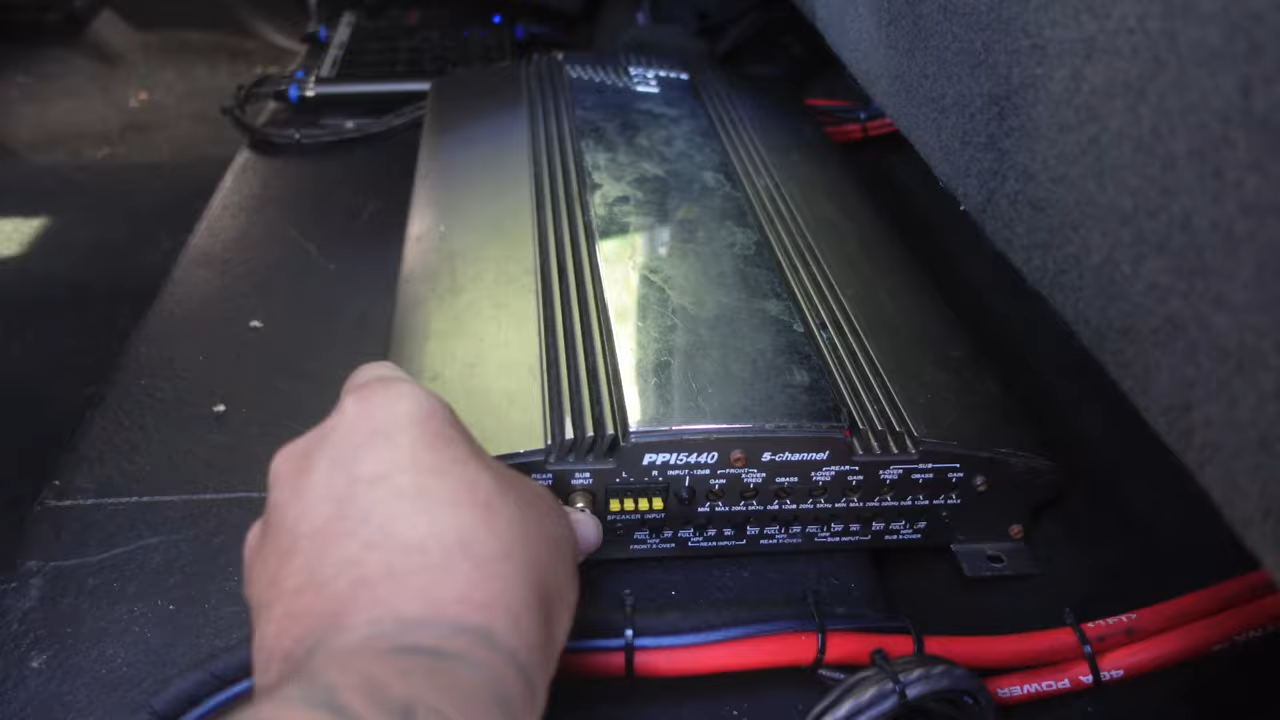 PPI5440 5-channel
REAR SUB L R INPUT -12dB FRONT REAR SUB
INPUT GAIN X-OVER FREQ QBASS X-OVER FREQ GAIN X-OVER FREQ QBASS GAIN
MIN MAX 20Hz 5KHz 0dB 12dB 20Hz 5KHz MIN MAX 20Hz 0dB 12dB MIN MAX
SPEAKER INPUT
FULL LPF FULL LPF INT EXT FULL LPF FULL LPF INT EXT FULL LPF
HPF HPF HPF HPF HPF
FRONT X-OVER REAR INPUT REAR X-OVER SUB INPUT SUB X-OVER
POWER